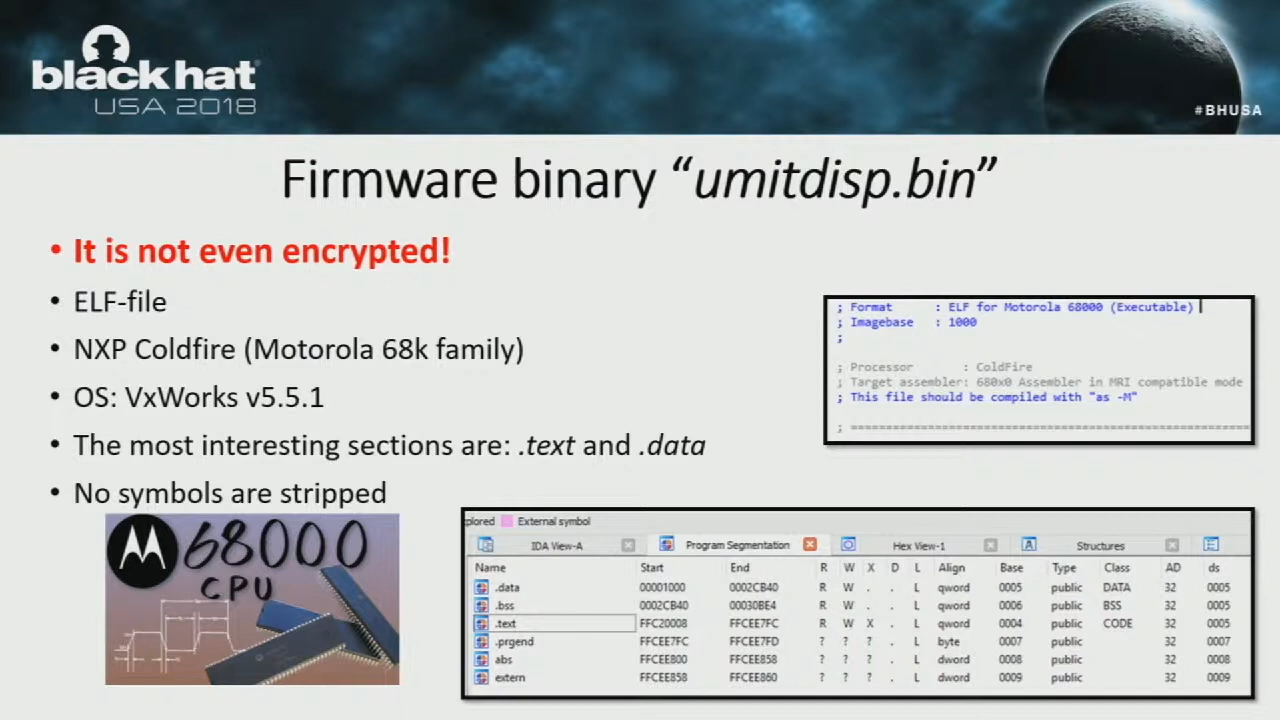 black hat
USA 2018
#BHUSA
Firmware binary “umitdisp.bin”
• It is not even encrypted!
• ELF-file
• NXP Coldfire (Motorola 68k family)
• OS: VxWorks v5.5.1
• The most interesting sections are: .text and .data
• No symbols are stripped
; Format : ELF for Motorola 68000 (Executable)
; Imagebase : 1000
;
; Processor : ColdFire
; Target assembler: 680x0 Assembler in MRI compatible mode
; This file should be compiled with "as -M"
; ==================================================
68000
CPU
plored External symbol
IDA View-A Program Segmentation Hex View-1 Structures
Name Start End R W X D L Align Base Type Class AD ds
.data 00001000 0002CB40 R W . . L qword 0005 public DATA 32 0005
.bss 0002CB40 00030BE4 R W . . L qword 0006 public BSS 32 0005
.text FFC20008 FFCEE7FC R W X . L qword 0004 public CODE 32 0005
.prgend FFCEE7FC FFCEE7FD ? ? ? . L byte 0007 public 32 0007
abs FFCEE800 FFCEE858 ? ? ? . L dword 0008 public 32 0008
extern FFCEE858 FFCEE860 ? ? ? . L dword 0009 public 32 0009